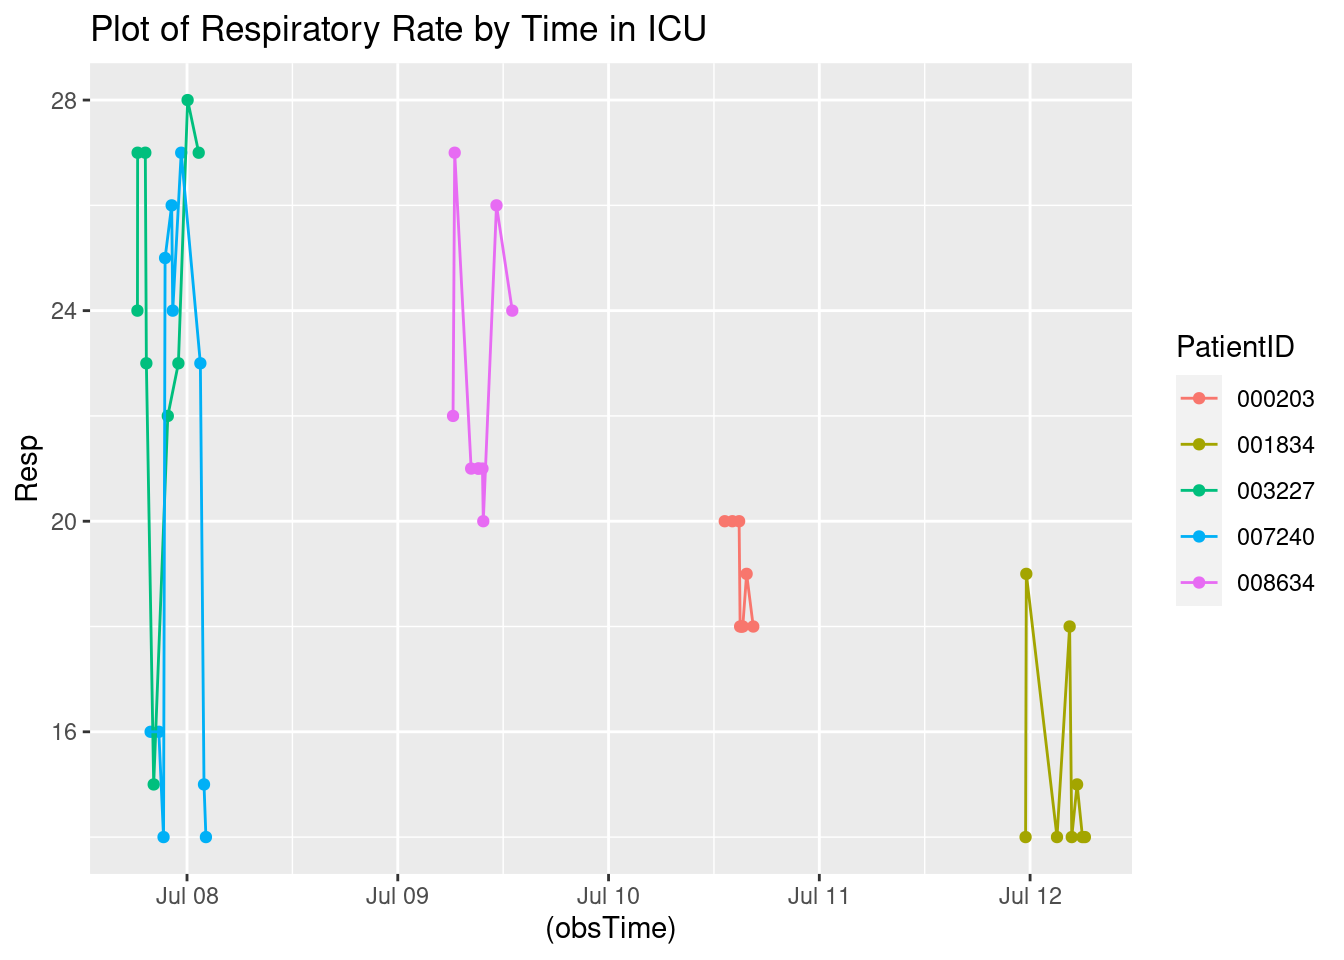 Plot of Respiratory Rate by Time in ICU
28
24
20
16
Resp
Jul 08
Jul 09
Jul 10
Jul 11
Jul 12
(obsTime)
PatientID
000203
001834
003227
007240
008634